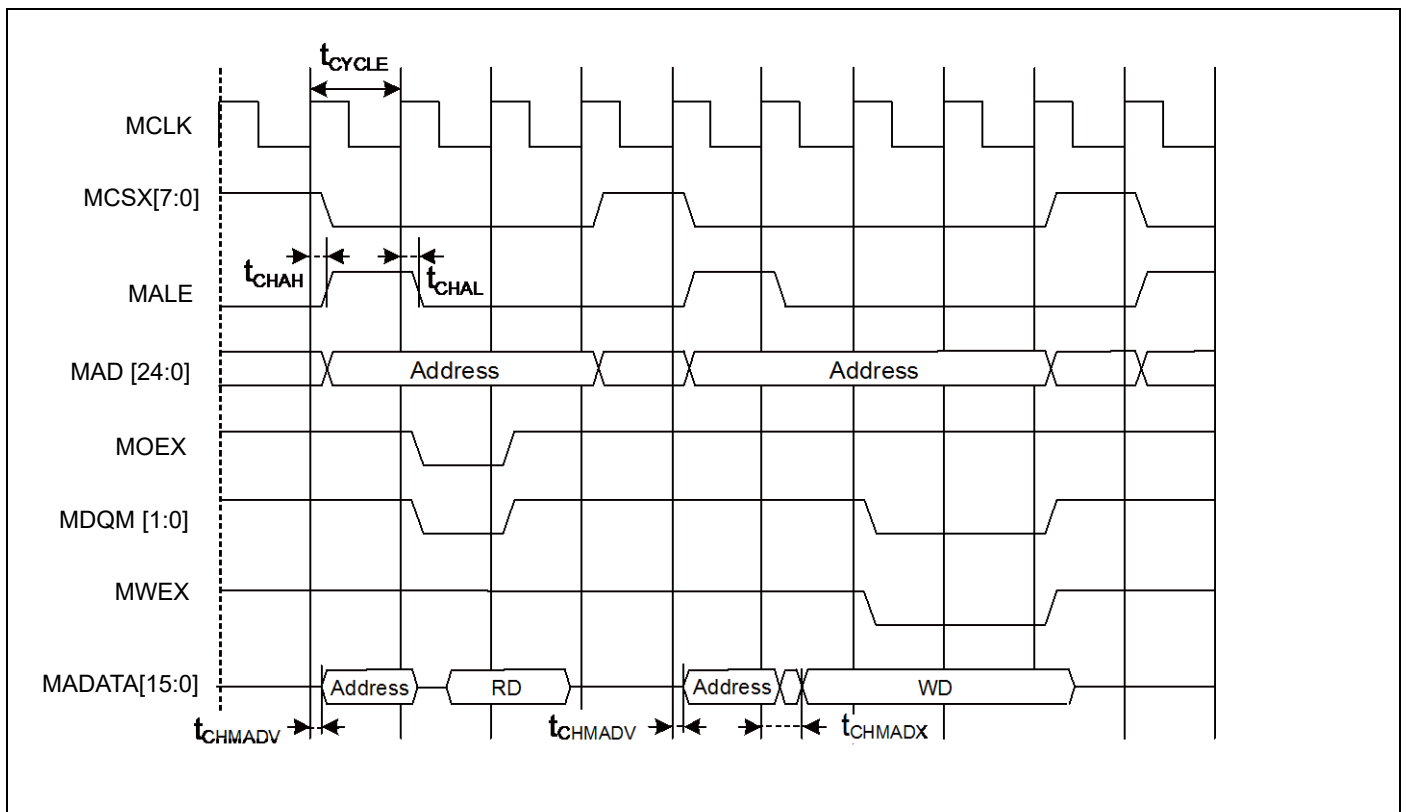 tCYCLE
MCLK
MCSX[7:0]
tCHAH
tCHAL
MALE
MAD [24:0]
Address
Address
MOEX
MDQM [1:0]
MWEX
MADATA[15:0]
Address
RD
Address
WD
tCHMADV
tCHMADV
tCHMADX